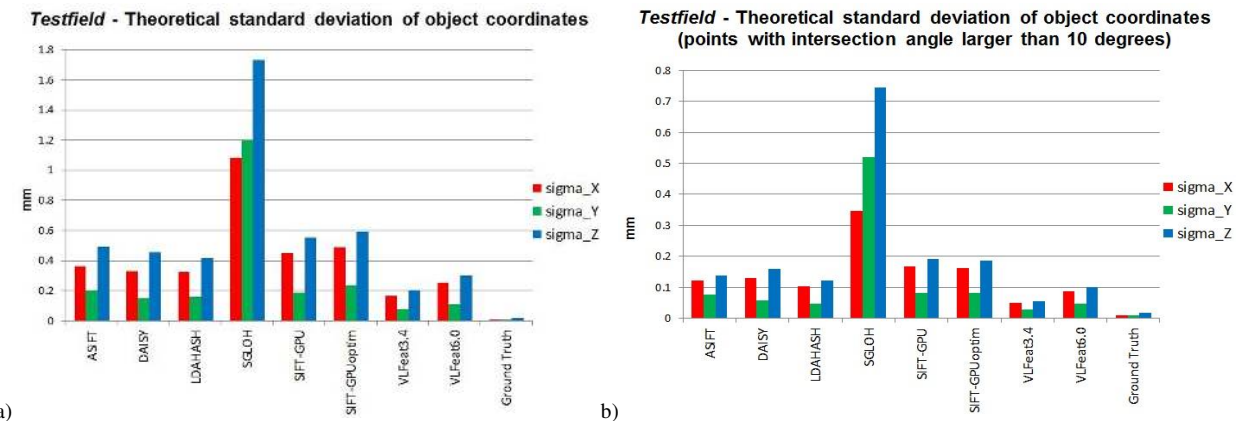 Testfield - Theoretical standard deviation of object coordinates
1.8
1.6
1.4
1.2
1
0.8
0.6
0.4
0.2
0
mm
sigma_X
sigma_Y
sigma_Z
ASIFT
DAISY
LDAHASH
SGLOH
SIFT-GPU
SIFT-GPUoptim
VLFeat3.4
VLFeat6.0
Ground Truth
a)
Testfield - Theoretical standard deviation of object coordinates
(points with intersection angle larger than 10 degrees)
0.8
0.7
0.6
0.5
0.4
0.3
0.2
0.1
0
mm
sigma_X
sigma_Y
sigma_Z
ASIFT
DAISY
LDAHASH
SGLOH
SIFT-GPU
SIFT-GPUoptim
VLFeat3.4
VLFeat6.0
Ground Truth
b)